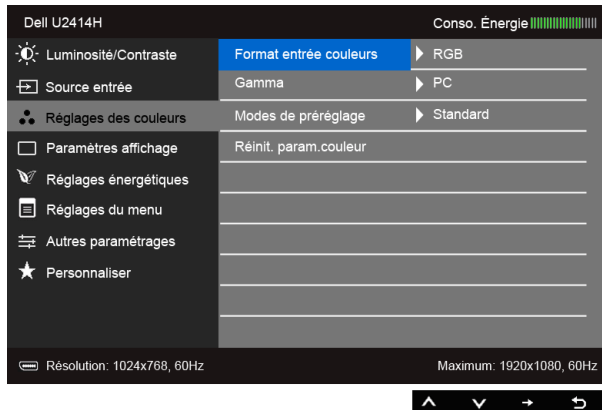 Dell U2414H Conso. Énergie
Luminosité/Contraste Format entrée couleurs RGB
Source entrée Gamma PC
Réglages des couleurs Modes de préréglage Standard
Paramètres affichage Réinit. param.couleur
Réglages énergétiques
Réglages du menu
Autres paramétrages
Personnaliser
Résolution: 1024x768, 60Hz Maximum: 1920x1080, 60Hz